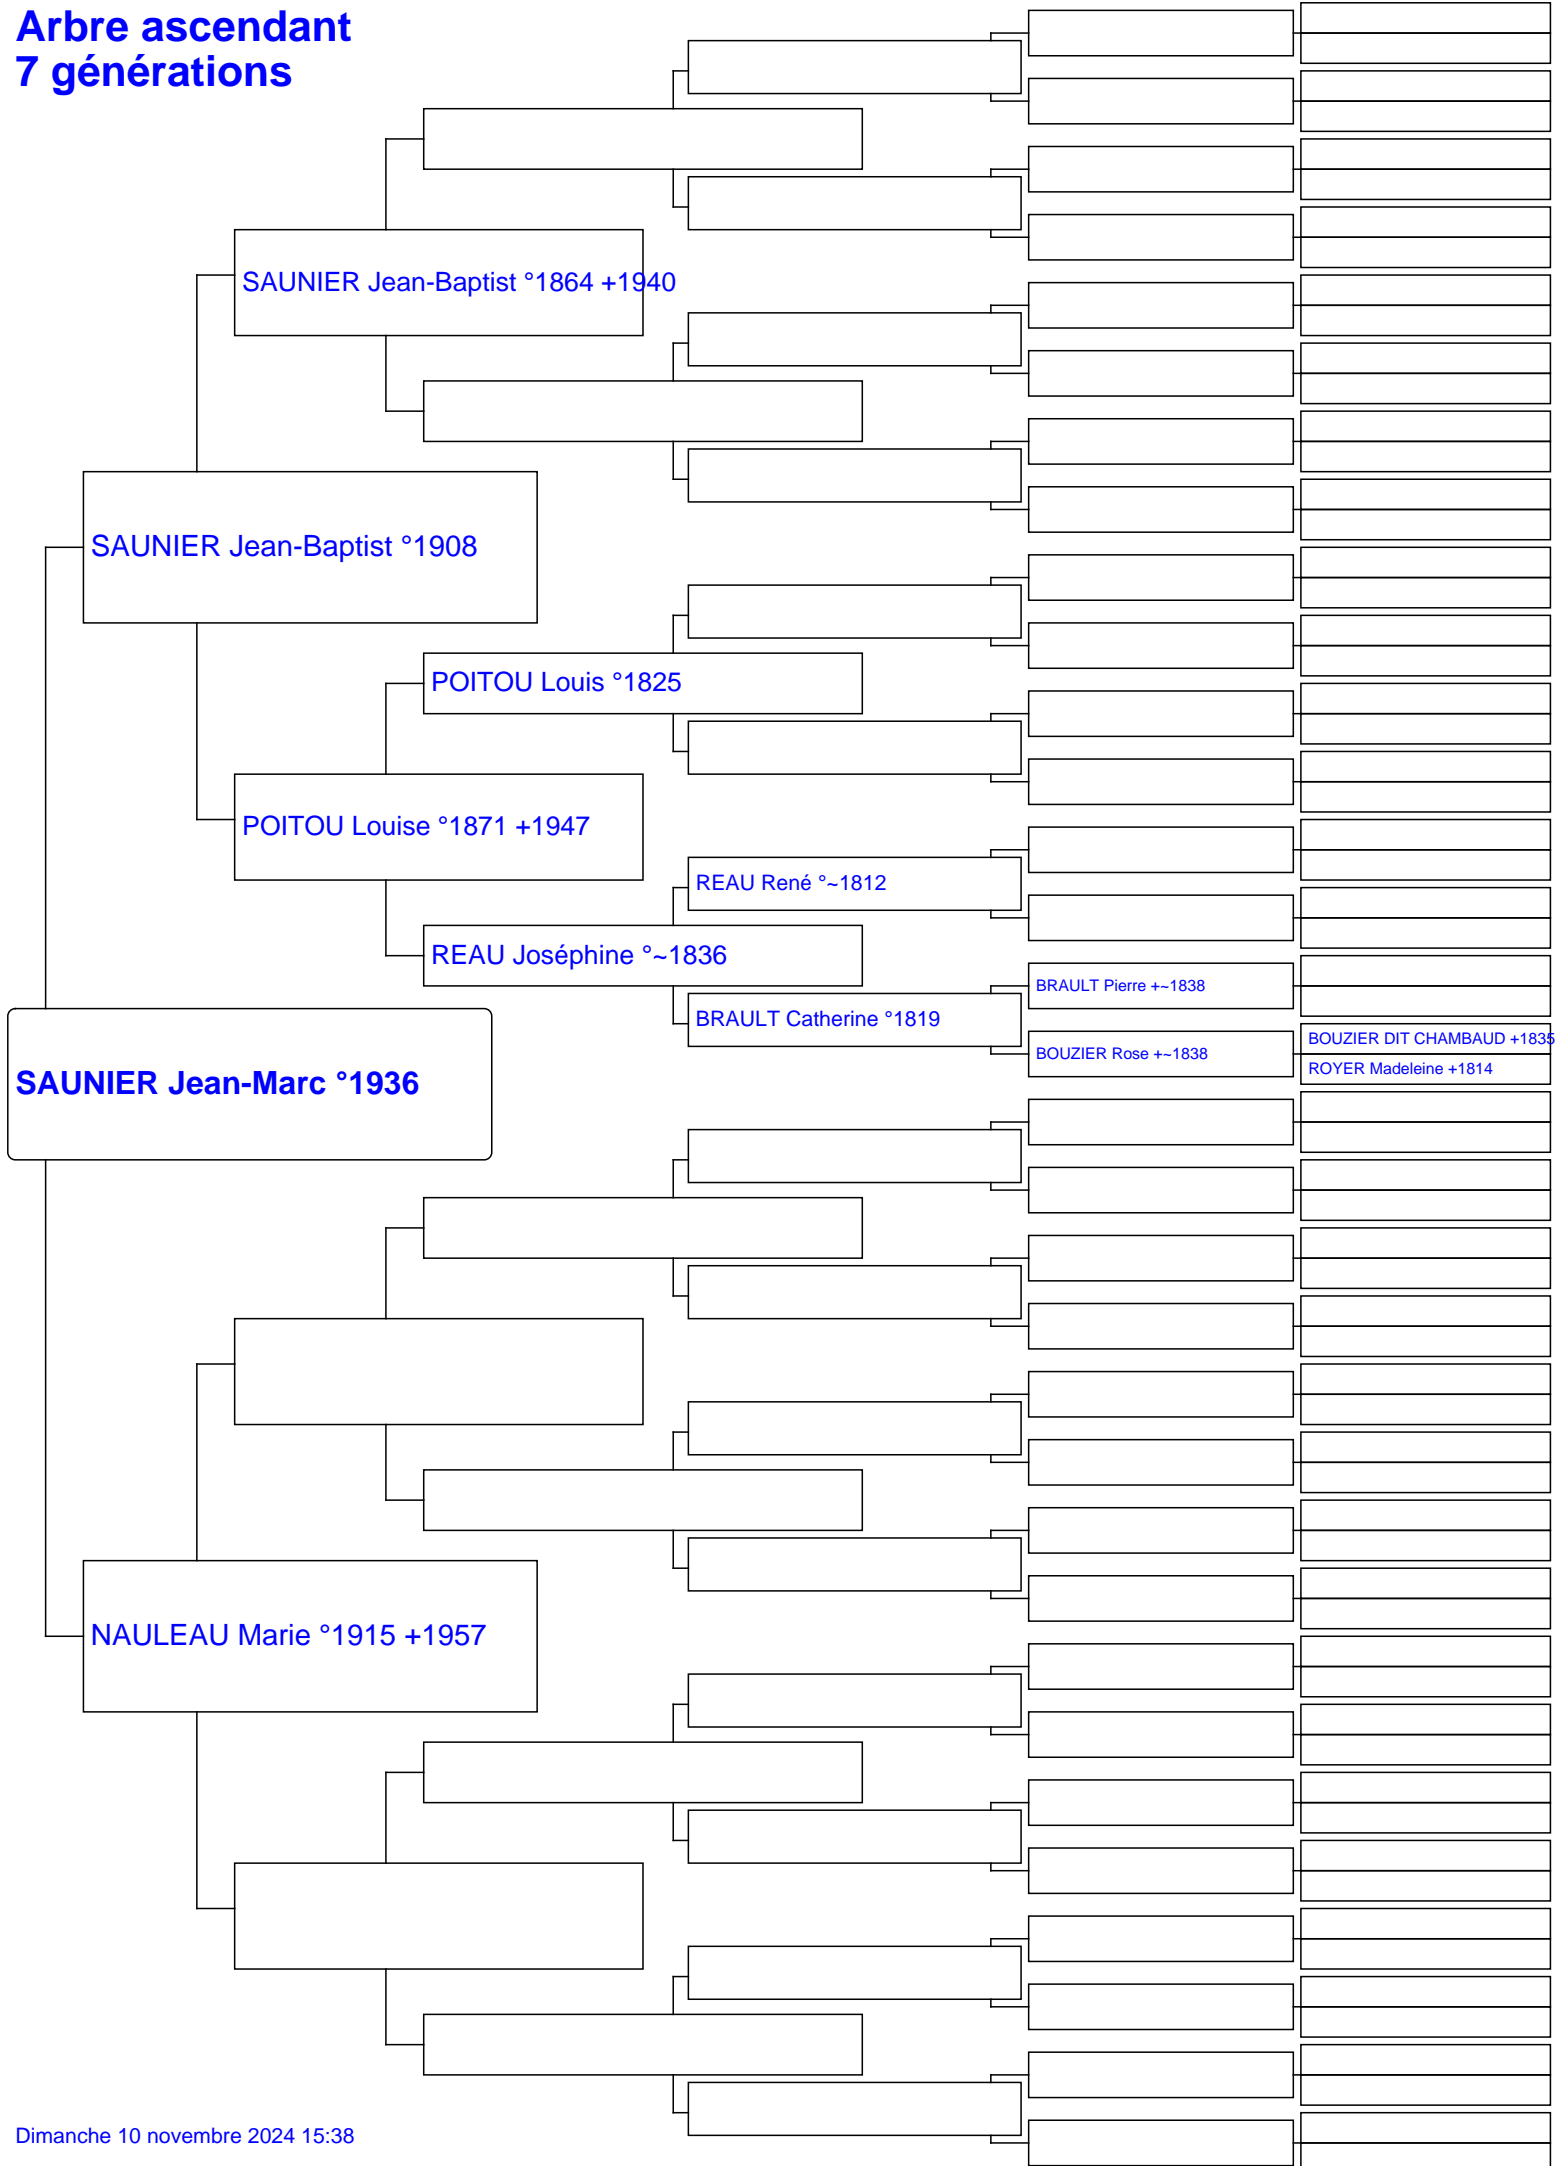 Arbre ascendant
7 générations
SAUNIER Jean-Baptist °1864 +1940
SAUNIER Jean-Baptist °1908
POITOU Louis °1825
POITOU Louise °1871 +1947
REAU René °~1812
REAU Joséphine °~1836
BRAULT Pierre +~1838
BRAULT Catherine °1819
BOUZIER DIT CHAMBAUD +1835
BOUZIER Rose +~1838
ROYER Madeleine +1814
SAUNIER Jean-Marc °1936
NAULEAU Marie °1915 +1957
Dimanche 10 novembre 2024 15:38